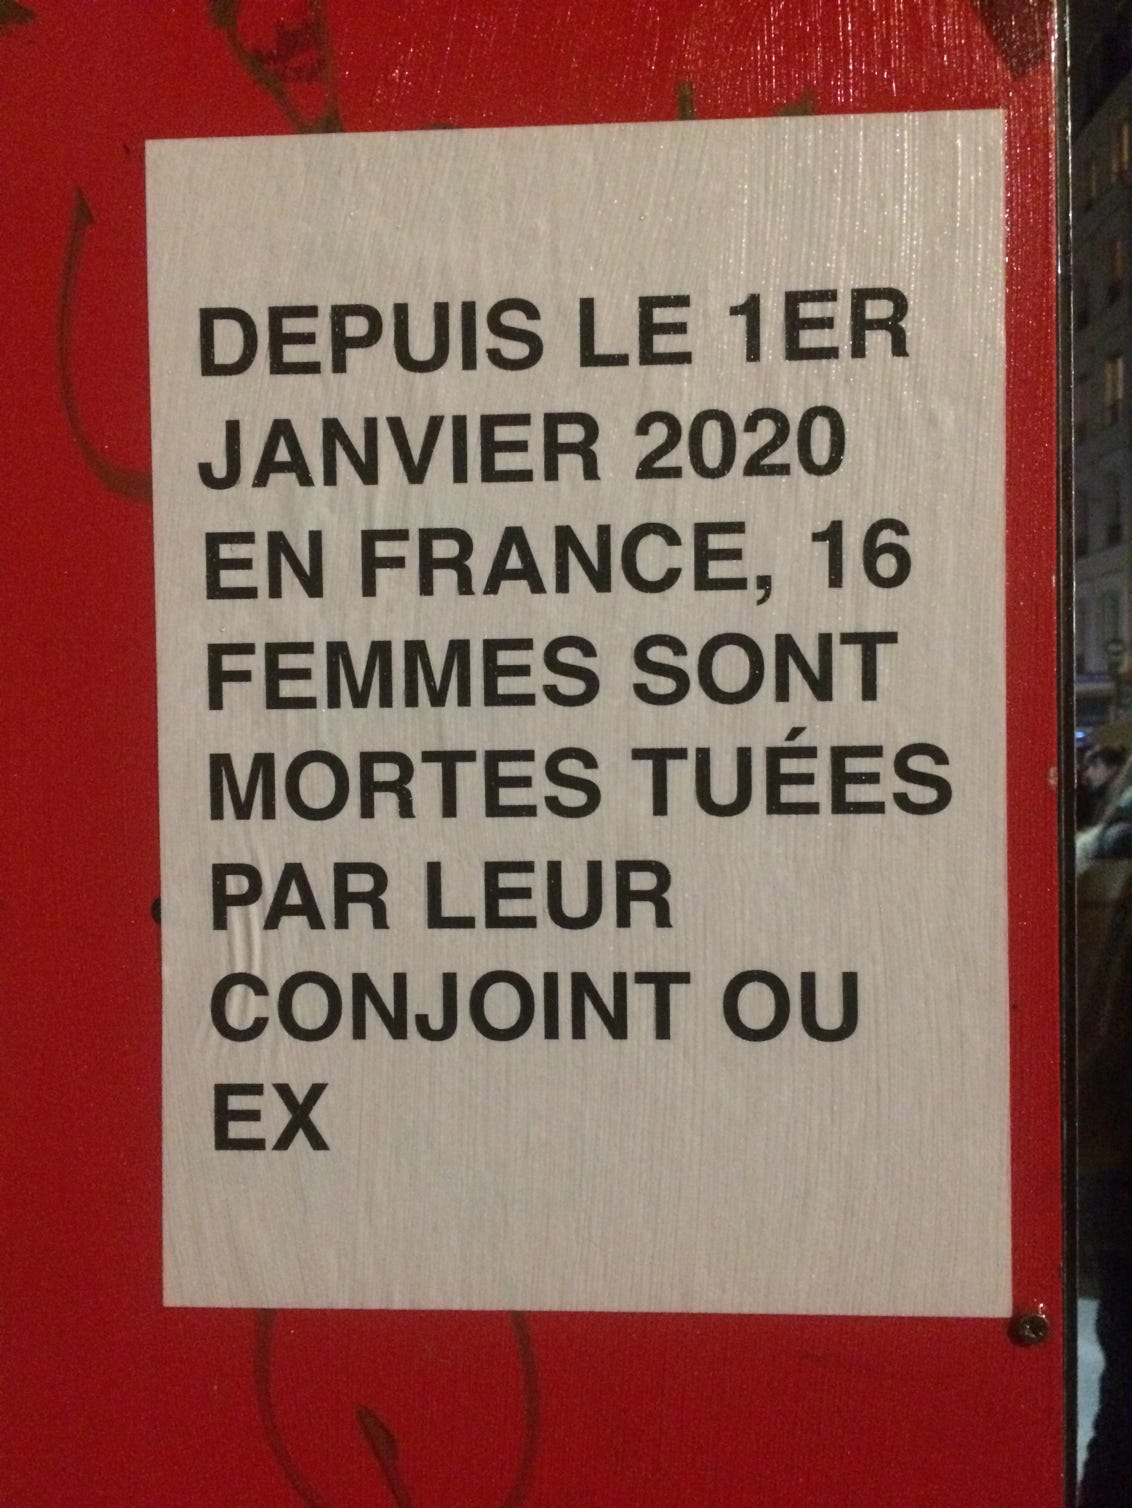 DEPUIS LE 1ER
JANVIER 2020
EN FRANCE, 16
FEMMES SONT
MORTES TUÉES
PAR LEUR
CONJOINT OU
EX